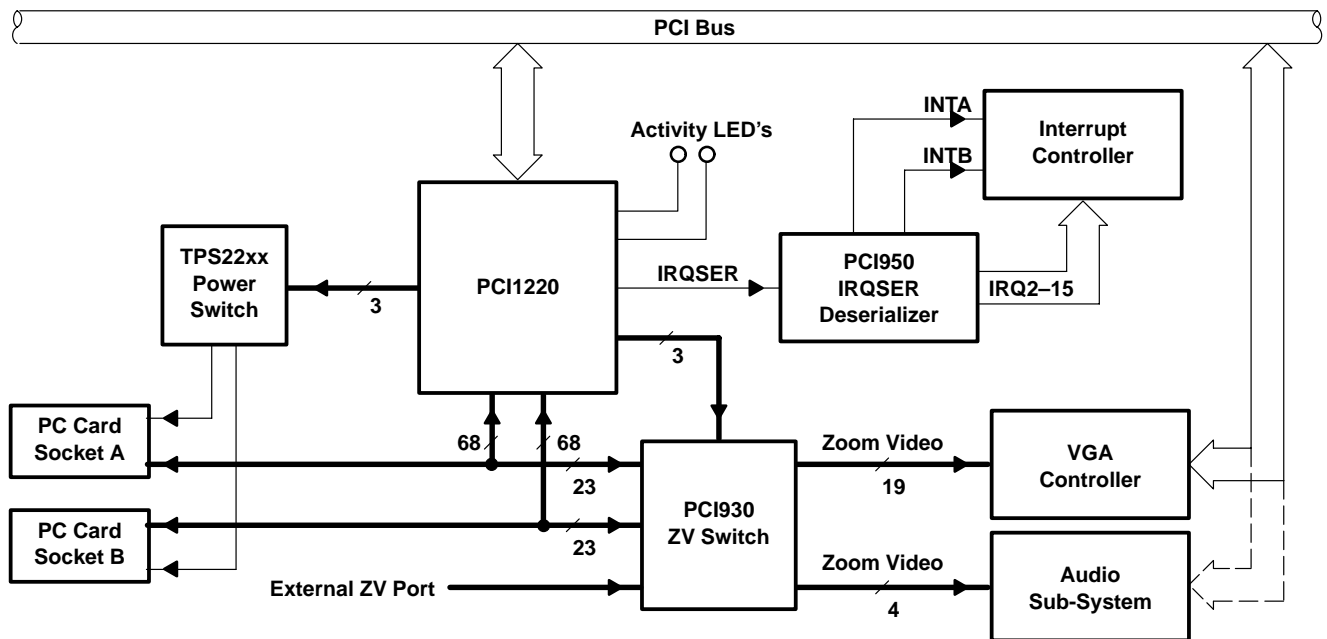 PCI Bus
Activity LED's
INTA
INTB
Interrupt
Controller
TPS22xx
Power
Switch
3
PCI1220
IRQSER
PCI950
IRQSER
Deserializer
IRQ2–15
3
PC Card
Socket A
68
68
23
PC Card
Socket B
23
External ZV Port
PCI930
ZV Switch
Zoom Video
19
VGA
Controller
Zoom Video
4
Audio
Sub-System